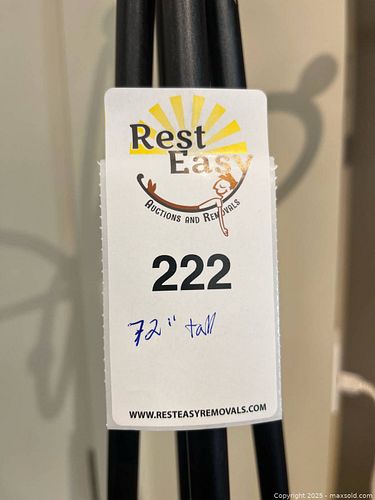 Rest
Easy
AUCTIONS AND REMOVALS
222
72" tall
WWW.RESTEASYREMOVALS.COM
Copyright 2025 - maxsold.com